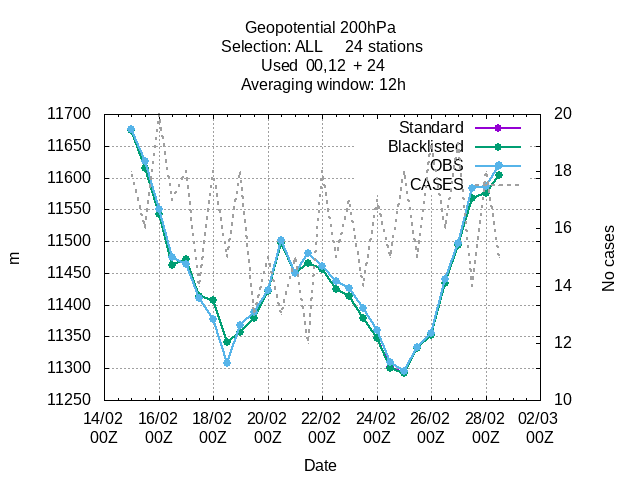 Geopotential 200hPa
Selection: ALL     24 stations
Used  00,12  + 24
Averaging window: 12h
11700
11650
11600
11550
11500
11450
11400
11350
11300
11250
m
20
18
16
14
12
10
No cases
Standard
Blacklisted
OBS
CASES
14/02 16/02 18/02 20/02 22/02 24/02 26/02 28/02 02/03
00Z 00Z 00Z 00Z 00Z 00Z 00Z 00Z 00Z
Date